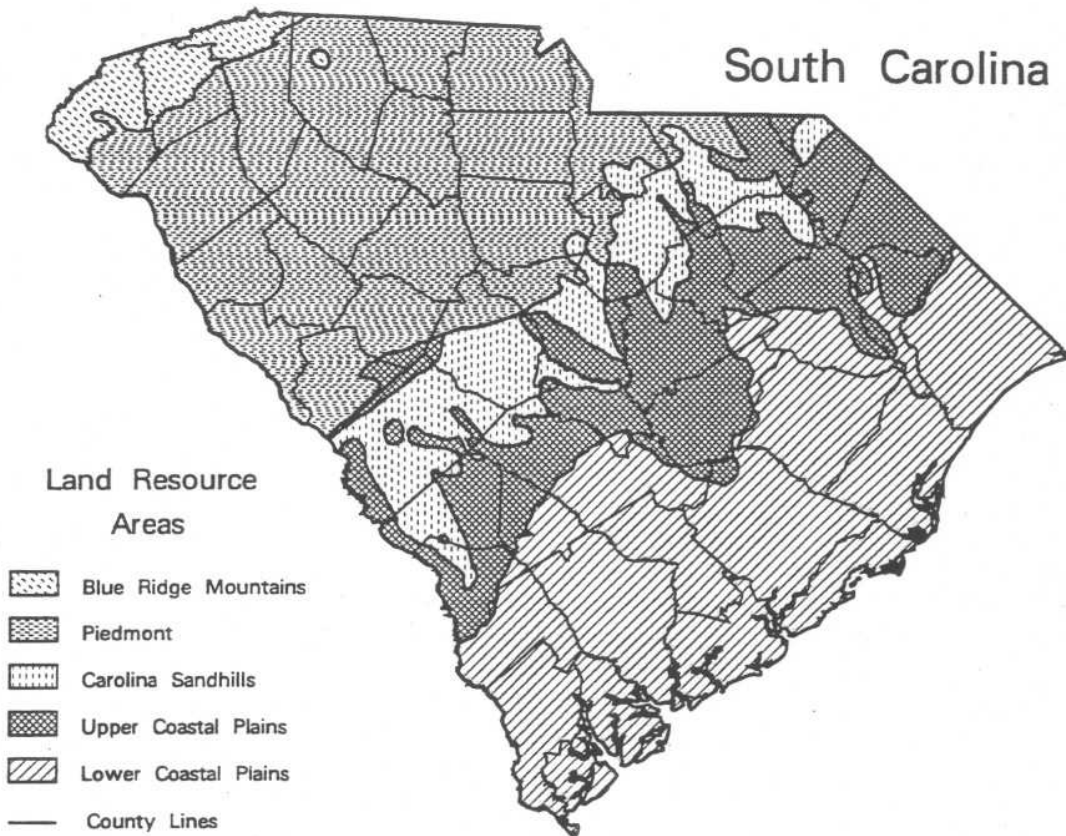 South Carolina
Land Resource
Areas
Blue Ridge Mountains
Piedmont
Carolina Sandhills
Upper Coastal Plains
Lower Coastal Plains
County Lines